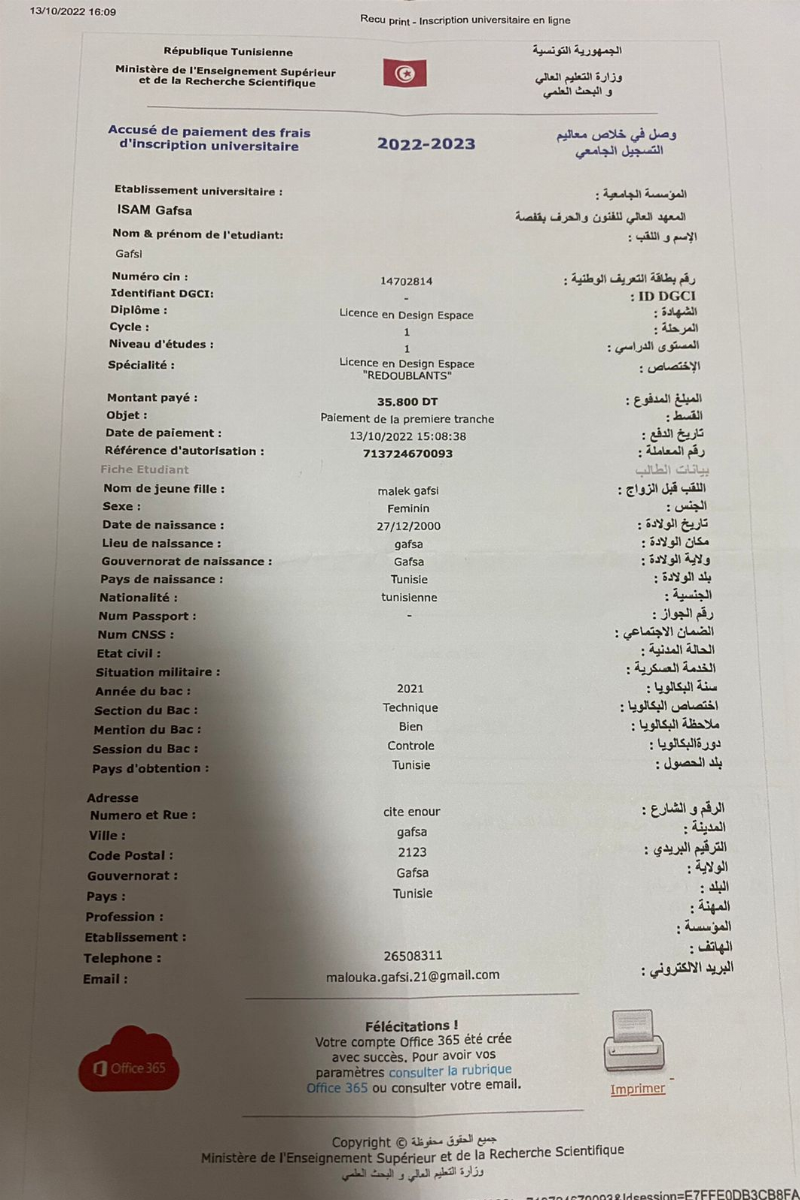 13/10/2022 16:09
Recu print - Inscription universitaire en ligne
République Tunisienne
الجمهورية التونسية
Ministère de l'Enseignement Supérieur
et de la Recherche Scientifique
وزارة التعليم العالي
و البحث العلمي
Accusé de paiement des frais
d'inscription universitaire
2022-2023
وصل في خلاص معاليم
التسجيل الجامعي
Etablissement universitaire :
المؤسسة الجامعية :
ISAM Gafsa
المعهد العالي للفنون والحرف بقفصة
Nom & prénom de l'etudiant:
الإسم و اللقب :
Gafsi
Numéro cin : 14702814 رقم بطاقة التعريف الوطنية :
Identifiant DGCI: - ID DGCI :
Diplôme : Licence en Design Espace الشهادة :
Cycle : 1 المرحلة :
Niveau d'études : 1 المستوى الدراسي :
Spécialité : Licence en Design Espace الإختصاص :
"REDOUBLANTS"
Montant payé : 35.800 DT المبلغ المدفوع :
Objet : Paiement de la premiere tranche القسط :
Date de paiement : 13/10/2022 15:08:38 تاريخ الدفع :
Référence d'autorisation : 713724670093 رقم المعاملة :
Fiche Etudiant بيانات الطالب
Nom de jeune fille : malek gafsi اللقب قبل الزواج :
Sexe : Feminin الجنس :
Date de naissance : 27/12/2000 تاريخ الولادة :
Lieu de naissance : gafsa مكان الولادة :
Gouvernorat de naissance : Gafsa ولاية الولادة :
Pays de naissance : Tunisie بلد الولادة :
Nationalité : tunisienne الجنسية :
Num Passport : - رقم الجواز :
Num CNSS : الضمان الاجتماعي :
Etat civil : الحالة المدنية :
Situation militaire : الخدمة العسكرية :
Année du bac : 2021 سنة البكالويا :
Section du Bac : Technique اختصاص البكالويا :
Mention du Bac : Bien ملاحظة البكالويا :
Session du Bac : Controle دورةالبكالويا :
Pays d'obtention : Tunisie بلد الحصول :
Adresse
Numero et Rue : cite enour الرقم و الشارع :
Ville : gafsa المدينة :
Code Postal : 2123 الترقيم البريدي :
Gouvernorat : Gafsa الولاية :
Pays : Tunisie البلد :
Profession : المهنة :
Etablissement : المؤسسة :
Telephone : 26508311 الهاتف :
Email : malouka.gafsi.21@gmail.com البريد الالكتروني :
Office 365
Félécitations !
Votre compte Office 365 été crée
avec succès. Pour avoir vos
paramètres consulter la rubrique
Office 365 ou consulter votre email.
Imprimer
Copyright © جميع الحقوق محفوظة
Ministère de l'Enseignement Supérieur et de la Recherche Scientifique
وزارة التعليم العالي و البحث العلمي